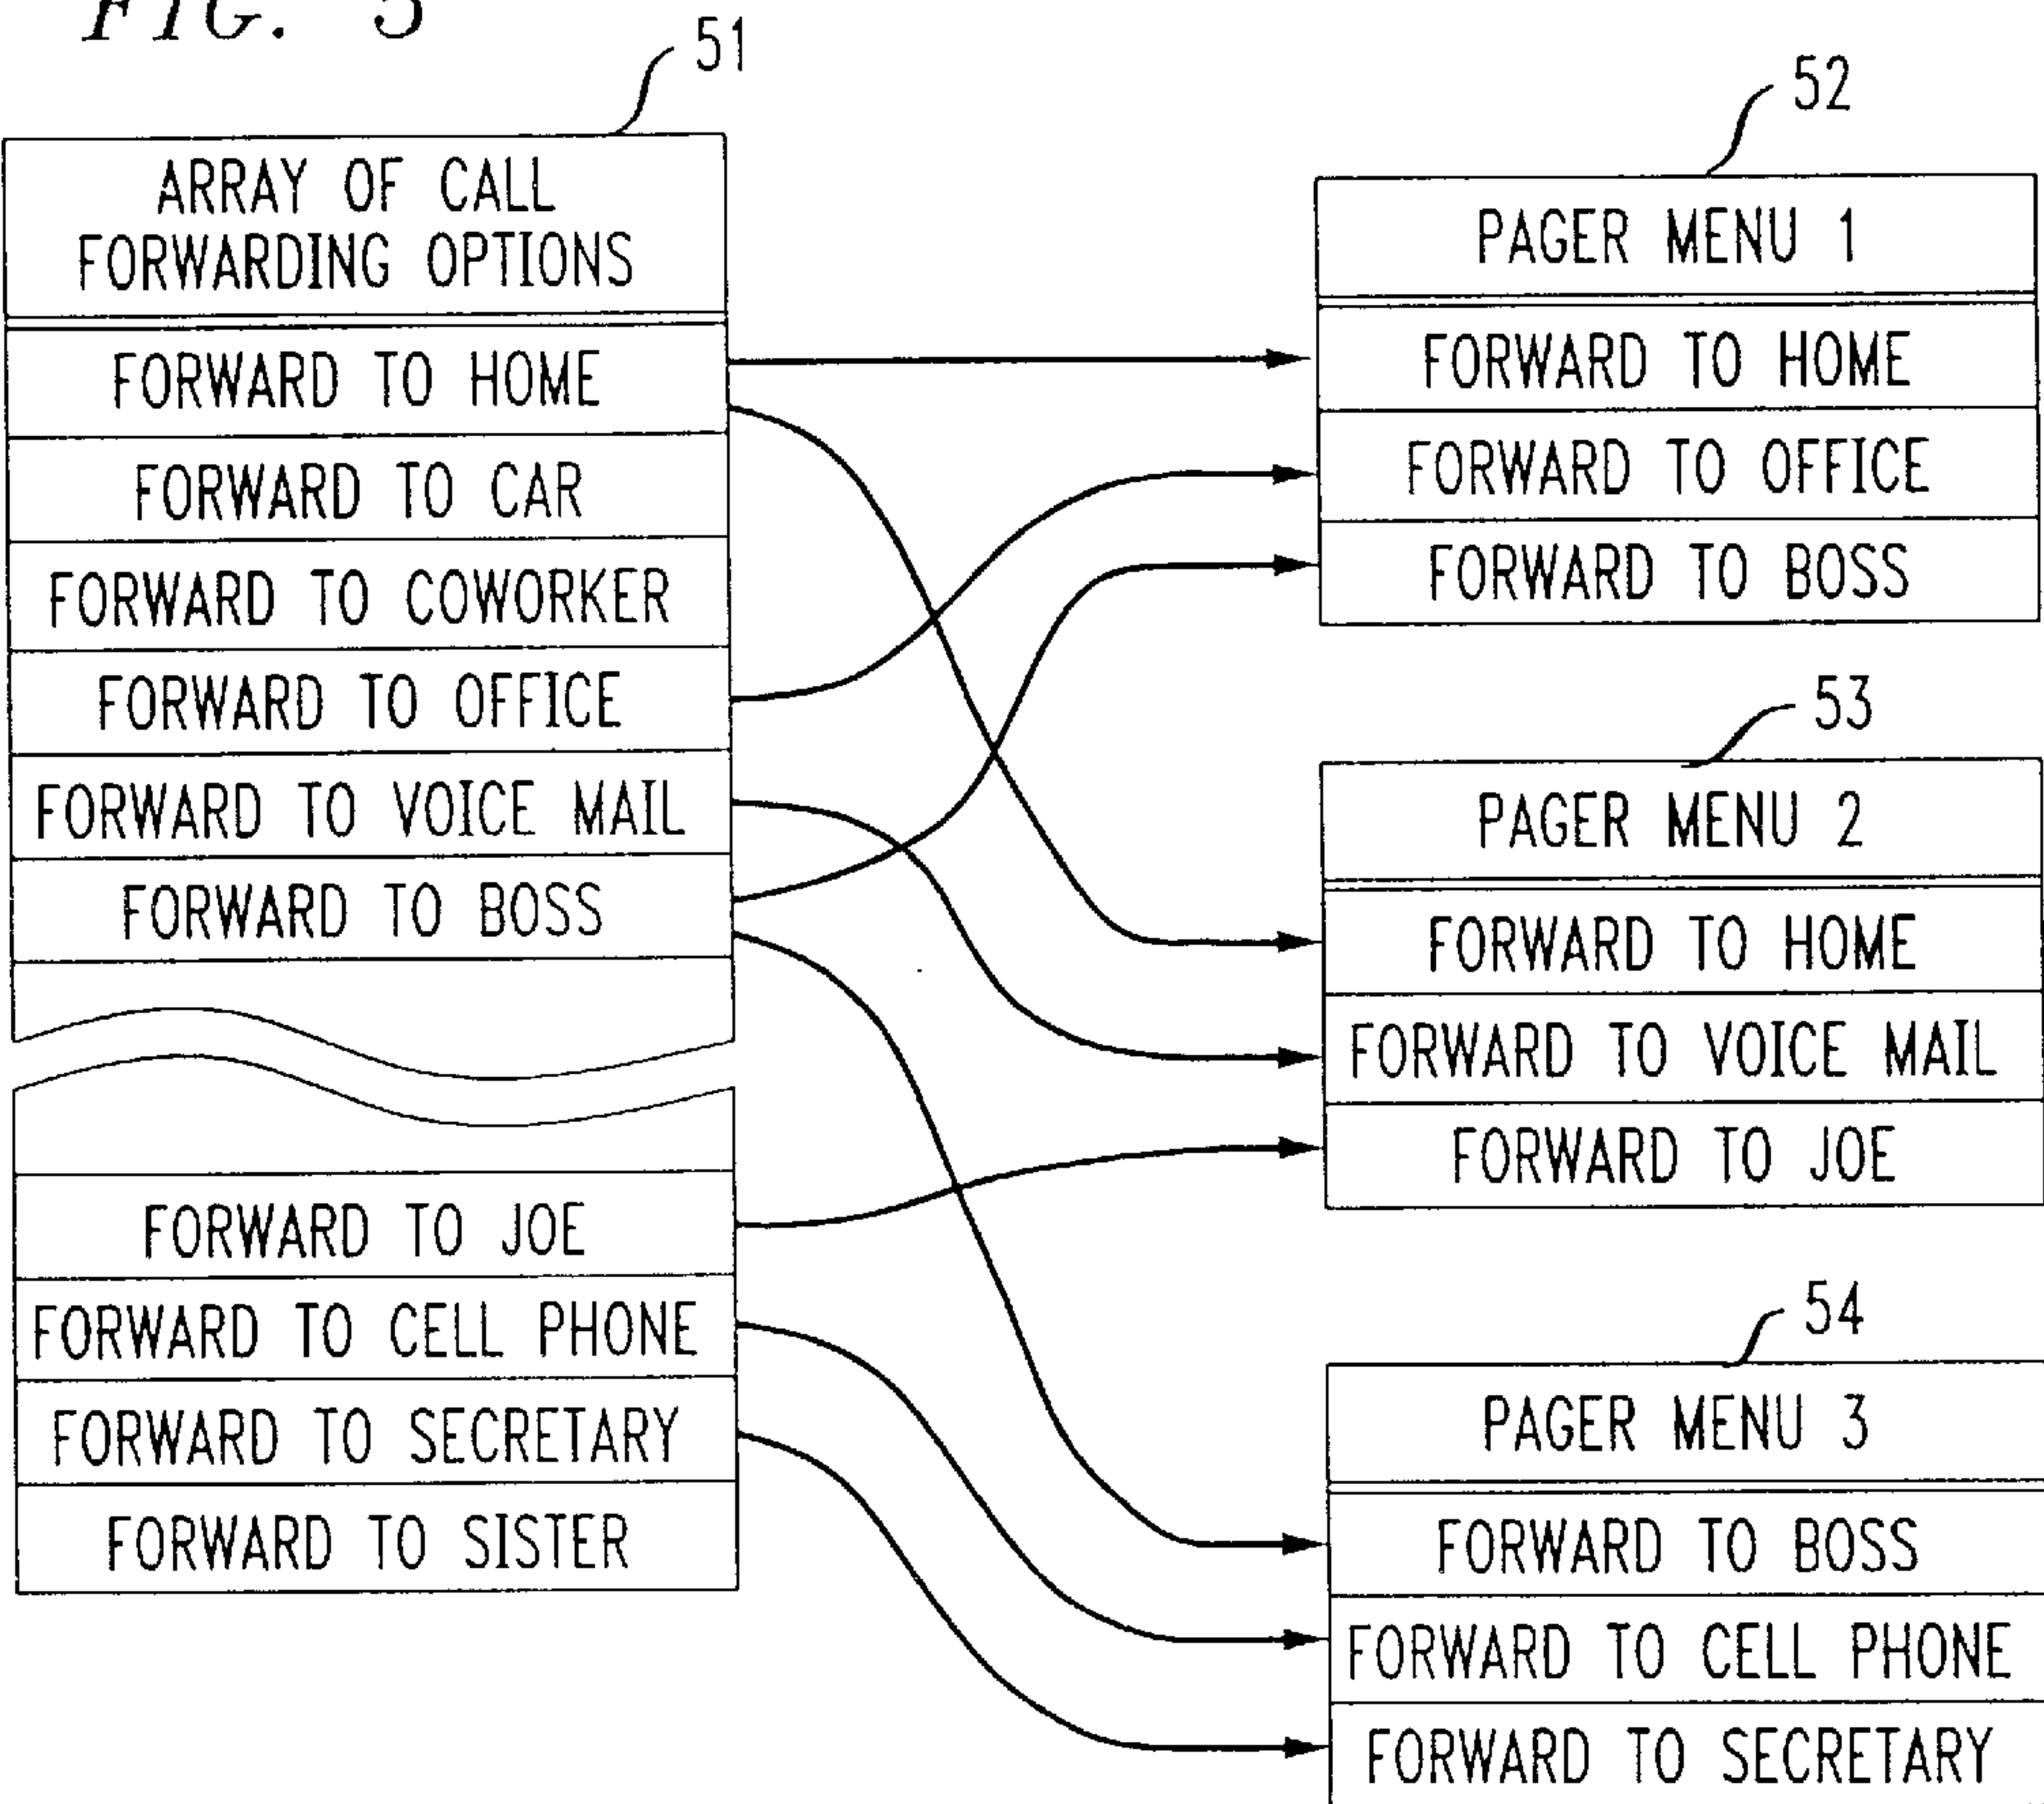 FIG. 5
51
ARRAY OF CALL
FORWARDING OPTIONS
FORWARD TO HOME
FORWARD TO CAR
FORWARD TO COWORKER
FORWARD TO OFFICE
FORWARD TO VOICE MAIL
FORWARD TO BOSS
FORWARD TO JOE
FORWARD TO CELL PHONE
FORWARD TO SECRETARY
FORWARD TO SISTER
52
PAGER MENU 1
FORWARD TO HOME
FORWARD TO OFFICE
FORWARD TO BOSS
53
PAGER MENU 2
FORWARD TO HOME
FORWARD TO VOICE MAIL
FORWARD TO JOE
54
PAGER MENU 3
FORWARD TO BOSS
FORWARD TO CELL PHONE
FORWARD TO SECRETARY